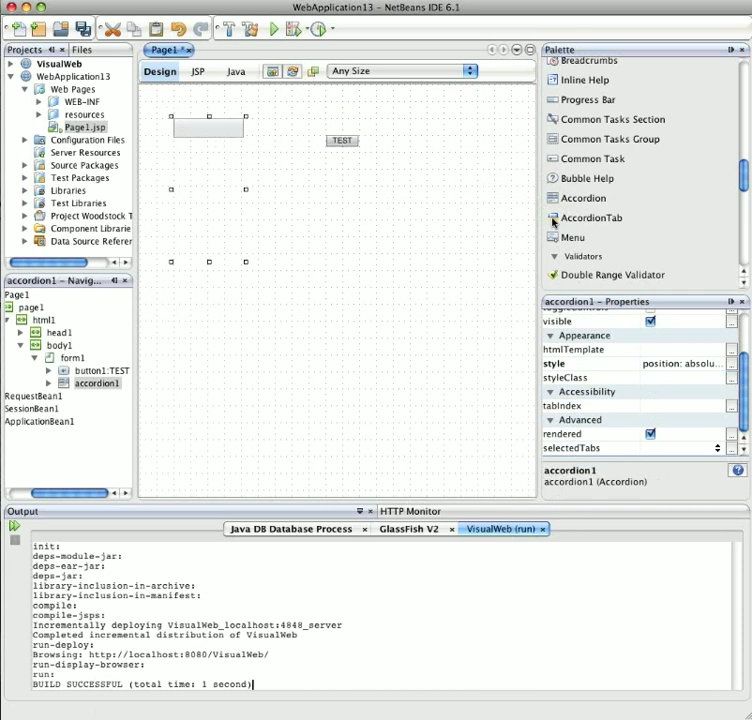 WebApplication13 - NetBeans IDE 6.1
Projects
Files
VisualWeb
WebApplication13
Web Pages
WEB-INF
resources
Page1.jsp
Configuration Files
Server Resources
Source Packages
Test Packages
Libraries
Test Libraries
Project Woodstock T
Component Librarie
Data Source Referer
accordion1 - Navig...
Page1
page1
html1
head1
body1
form1
button1:TEST
accordion1
RequestBean1
SessionBean1
ApplicationBean1
Page1 *
Design
JSP
Java
Any Size
TEST
Palette
Breadcrumbs
Inline Help
Progress Bar
Common Tasks Section
Common Tasks Group
Common Task
Bubble Help
Accordion
AccordionTab
Menu
Validators
Double Range Validator
accordion1 - Properties
visible
Appearance
htmlTemplate
style position: absolu...
styleClass
Accessibility
tabIndex
Advanced
rendered
selectedTabs
accordion1
accordion1 (Accordion)
Output
HTTP Monitor
Java DB Database Process
GlassFish V2
VisualWeb (run)
init:
deps-module-jar:
deps-ear-jar:
deps-jar:
library-inclusion-in-archive:
library-inclusion-in-manifest:
compile:
compile-jsps:
Incrementally deploying VisualWeb_localhost:4848_server
Completed incremental distribution of VisualWeb
run-deploy:
Browsing: http://localhost:8080/VisualWeb/
run-display-browser:
run:
BUILD SUCCESSFUL (total time: 1 second)